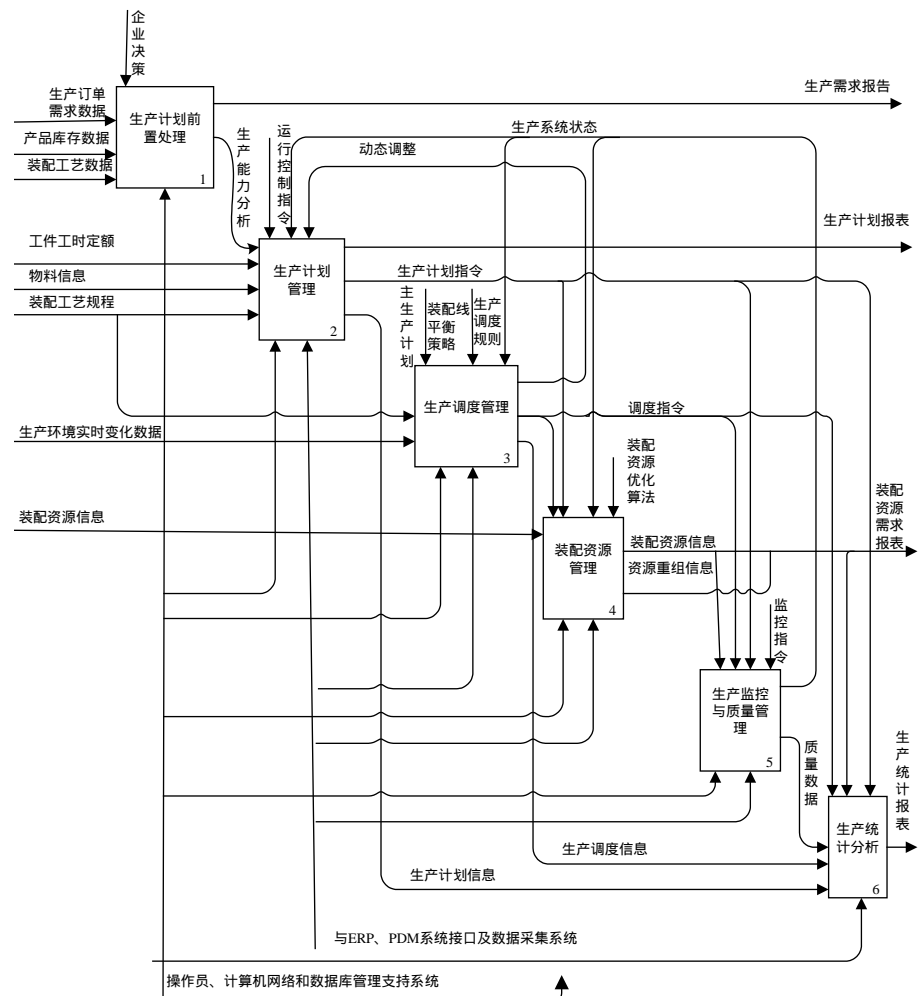 企业决策
生产订单
需求数据
产品库存数据
装配工艺数据
生产计划前
置处理
1
生产需求报告
生产能力分析
运行控制指令
生产系统状态
动态调整
工件工时定额
物料信息
装配工艺规程
生产计划
管理
2
生产计划报表
生产计划指令
主生产计划
装配线
平衡
策略
生产
调度
规则
生产调度管理
3
调度指令
生产环境实时变化数据
装配
资源
优化
算法
装配资源信息
装配资源
管理
4
装配资源信息
资源重组信息
装配
资源
需求
报表
监控指令
生产监控
与质量管
理
5
质量数据
生产统计报表
生产统
计分析
6
生产调度信息
生产计划信息
与ERP、PDM系统接口及数据采集系统
操作员、计算机网络和数据库管理支持系统